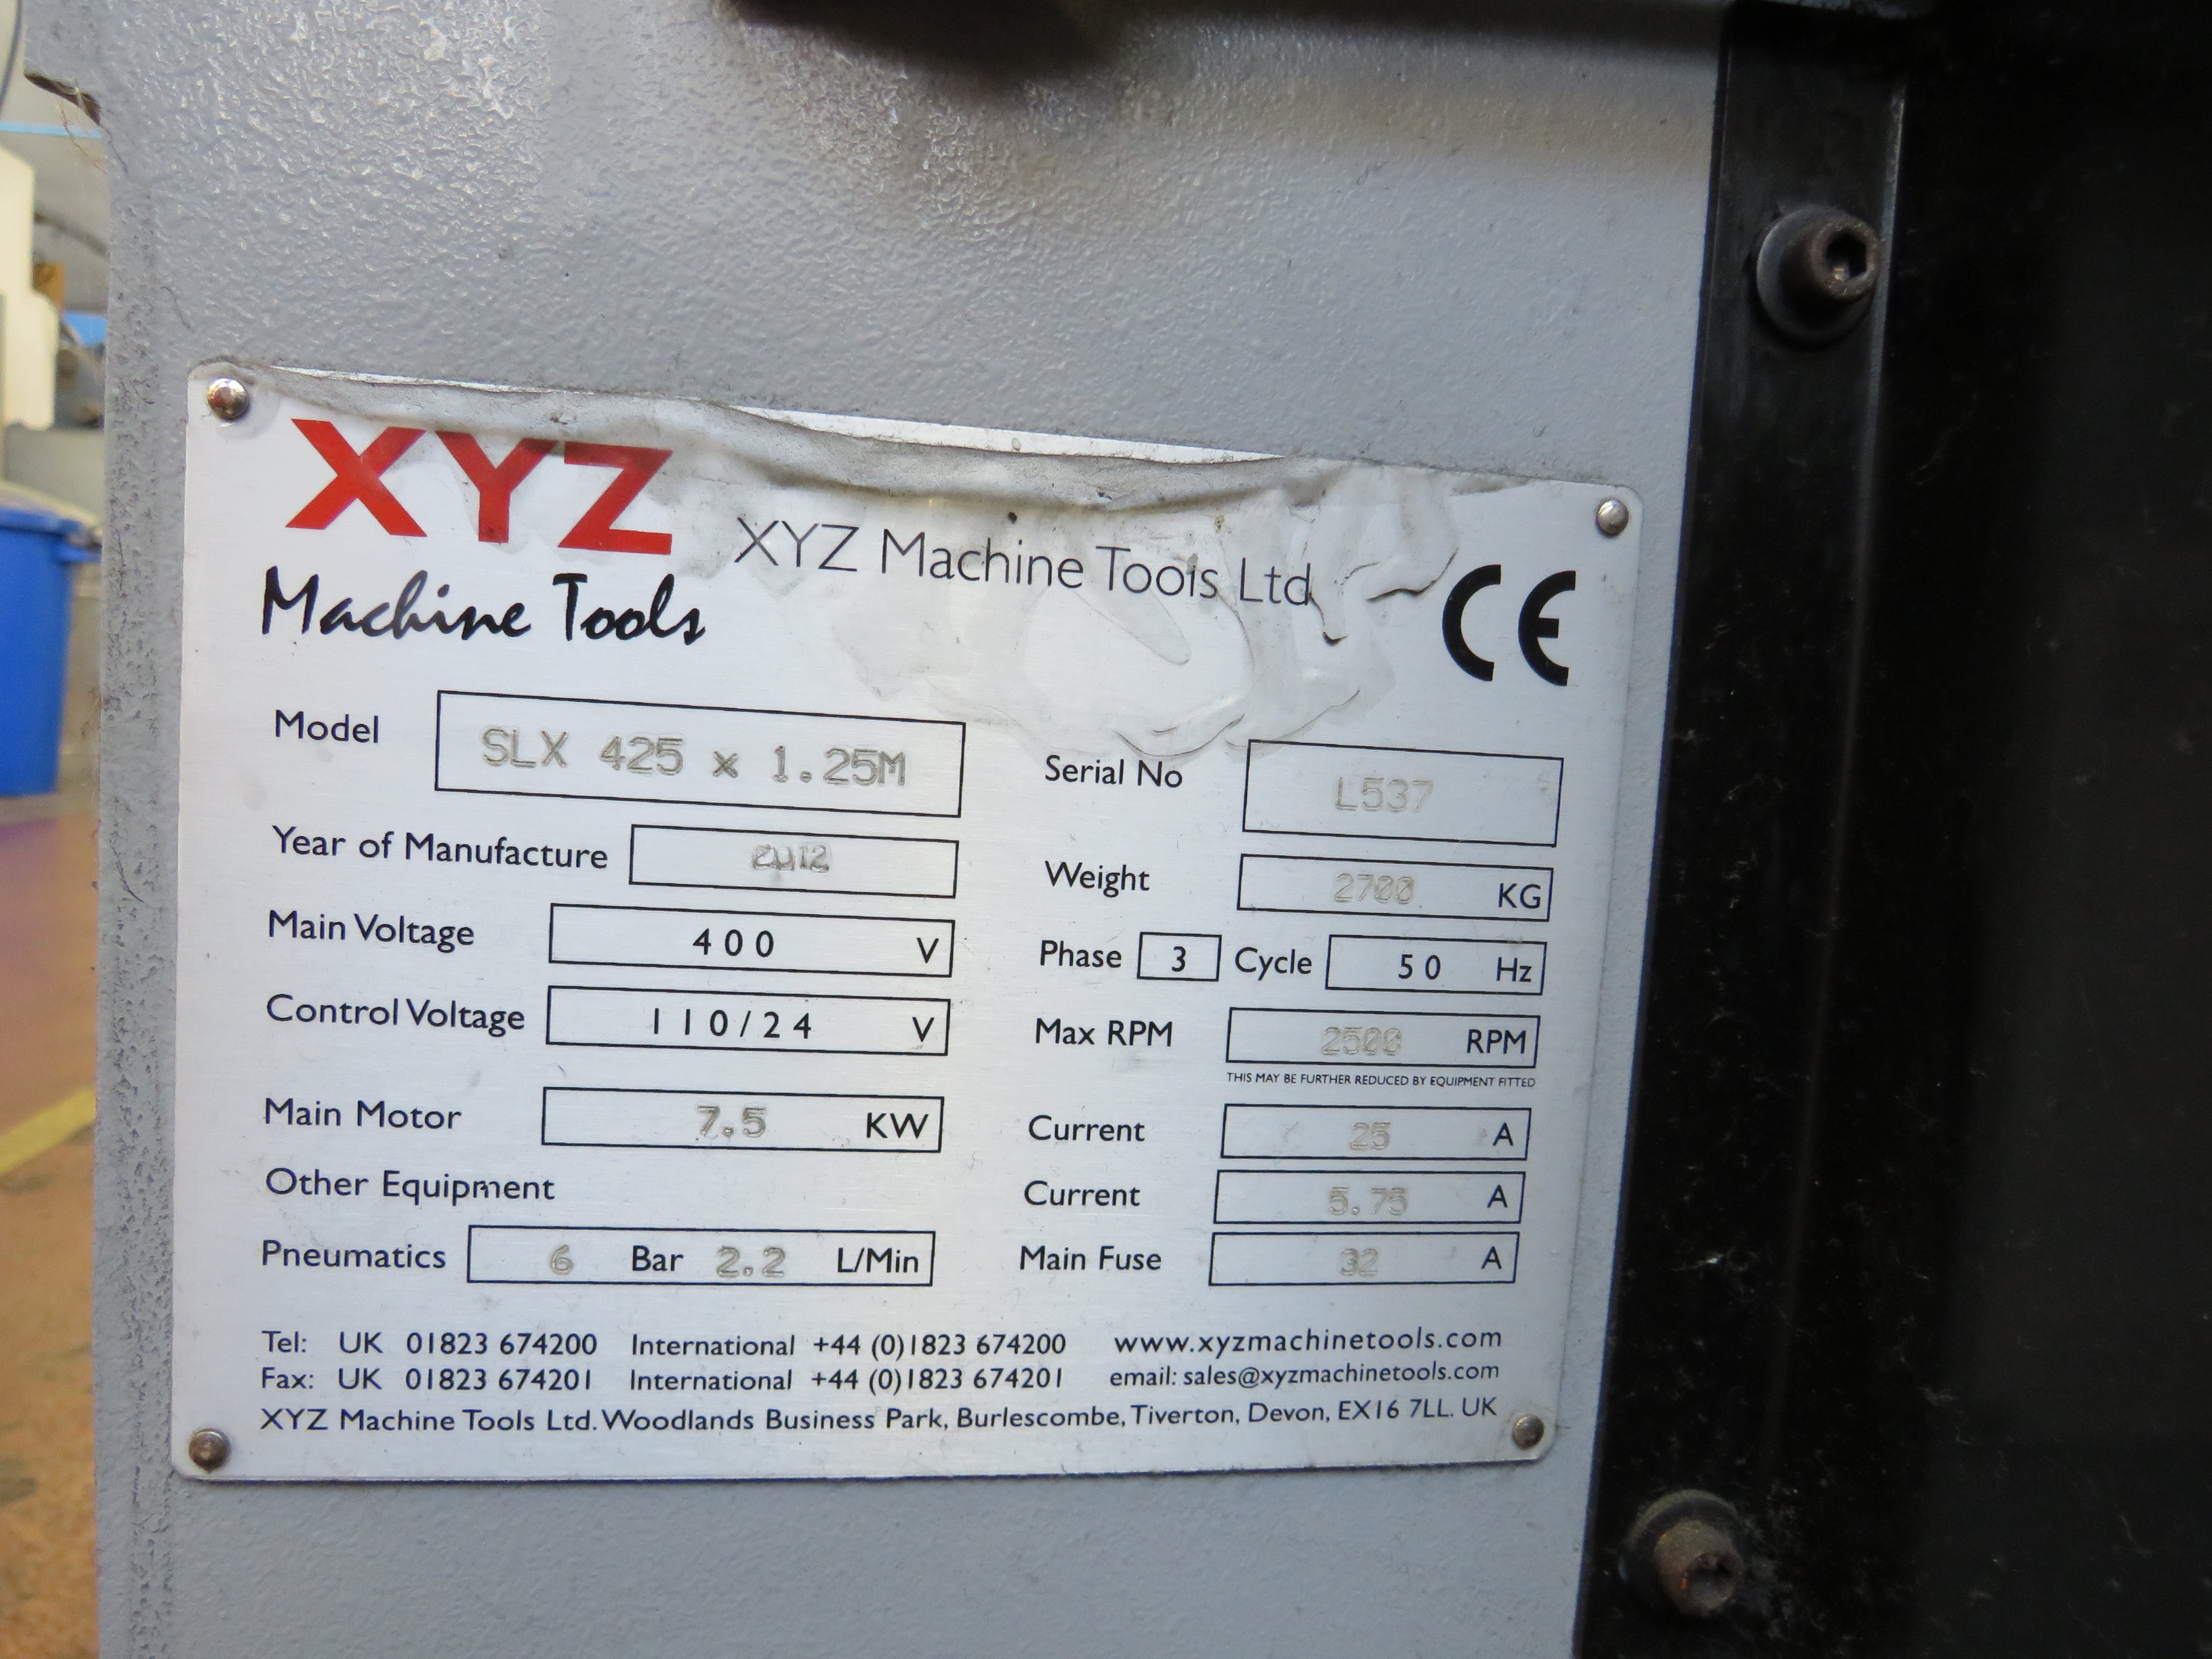 XYZ
Machine Tools
XYZ Machine Tools Ltd
CE
Model SLX 425 x 1.25M
Serial No L537
Year of Manufacture 2012
Weight 2700 KG
Main Voltage 400 V
Phase 3 Cycle 50 Hz
Control Voltage 110/24 V
Max RPM 2500 RPM
THIS MAY BE FURTHER REDUCED BY EQUIPMENT FITTED
Main Motor 7.5 KW
Current 25 A
Other Equipment
Current 5.75 A
Pneumatics 6 Bar 2.2 L/Min
Main Fuse 32 A
Tel: UK 01823 674200 International +44 (0)1823 674200 www.xyzmachinetools.com
Fax: UK 01823 674201 International +44 (0)1823 674201 email: sales@xyzmachinetools.com
XYZ Machine Tools Ltd. Woodlands Business Park, Burlescombe, Tiverton, Devon, EX16 7LL. UK